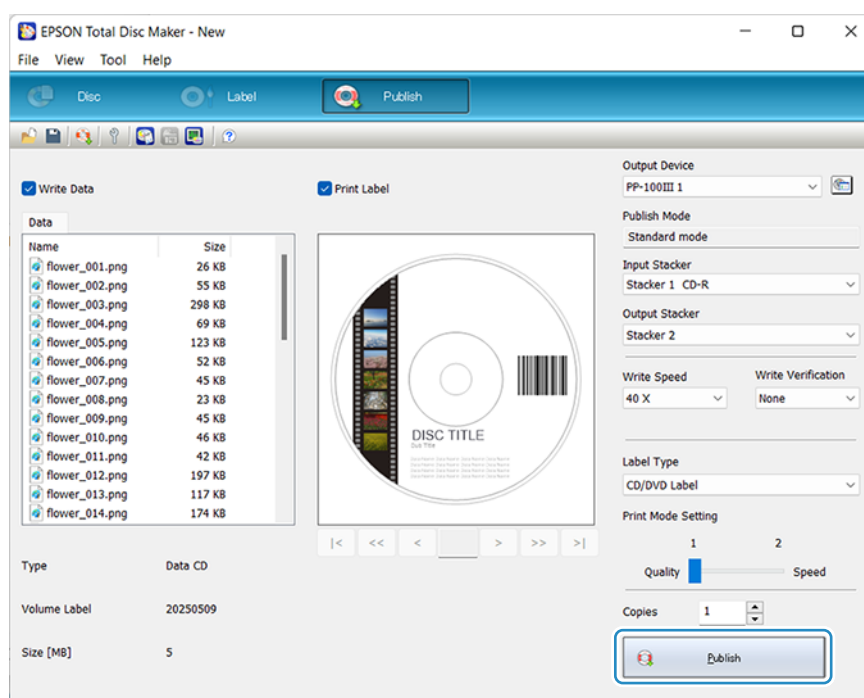 EPSON Total Disc Maker - New
File View Tool Help
Disc Label Publish
Write Data
Print Label
Data
Name Size
flower_001.png 26 KB
flower_002.png 55 KB
flower_003.png 298 KB
flower_004.png 69 KB
flower_005.png 123 KB
flower_006.png 52 KB
flower_007.png 45 KB
flower_008.png 23 KB
flower_009.png 45 KB
flower_010.png 46 KB
flower_011.png 42 KB
flower_012.png 197 KB
flower_013.png 117 KB
flower_014.png 174 KB
DISC TITLE
Sub Title
|< << < > >> >|
Type Data CD
Volume Label 20250509
Size [MB] 5
Output Device
PP-100III 1
Publish Mode
Standard mode
Input Stacker
Stacker 1 CD-R
Output Stacker
Stacker 2
Write Speed Write Verification
40 X None
Label Type
CD/DVD Label
Print Mode Setting
1 2
Quality Speed
Copies 1
Publish